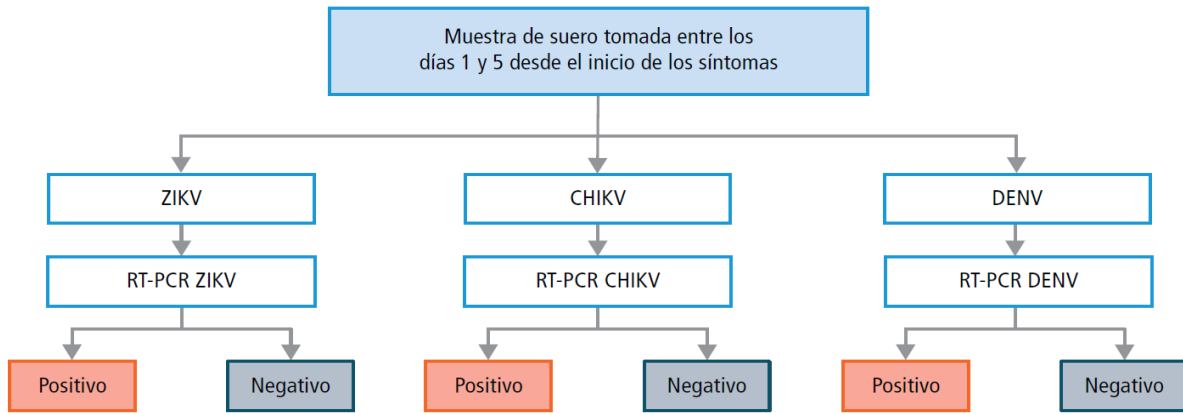 Muestra de suero tomada entre los
días 1 y 5 desde el inicio de los síntomas
ZIKV
CHIKV
DENV
RT-PCR ZIKV
RT-PCR CHIKV
RT-PCR DENV
Positivo
Negativo
Positivo
Negativo
Positivo
Negativo